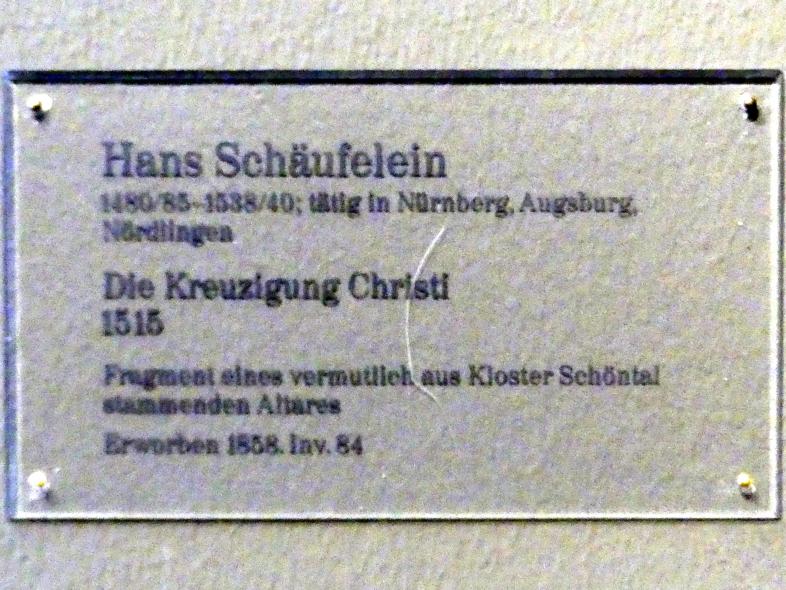 Hans Schäufelein
1480/85–1538/40; tätig in Nürnberg, Augsburg,
Nördlingen
Die Kreuzigung Christi
1515
Fragment eines vermutlich aus Kloster Schöntal
stammenden Altares
Erworben 1858. Inv. 84